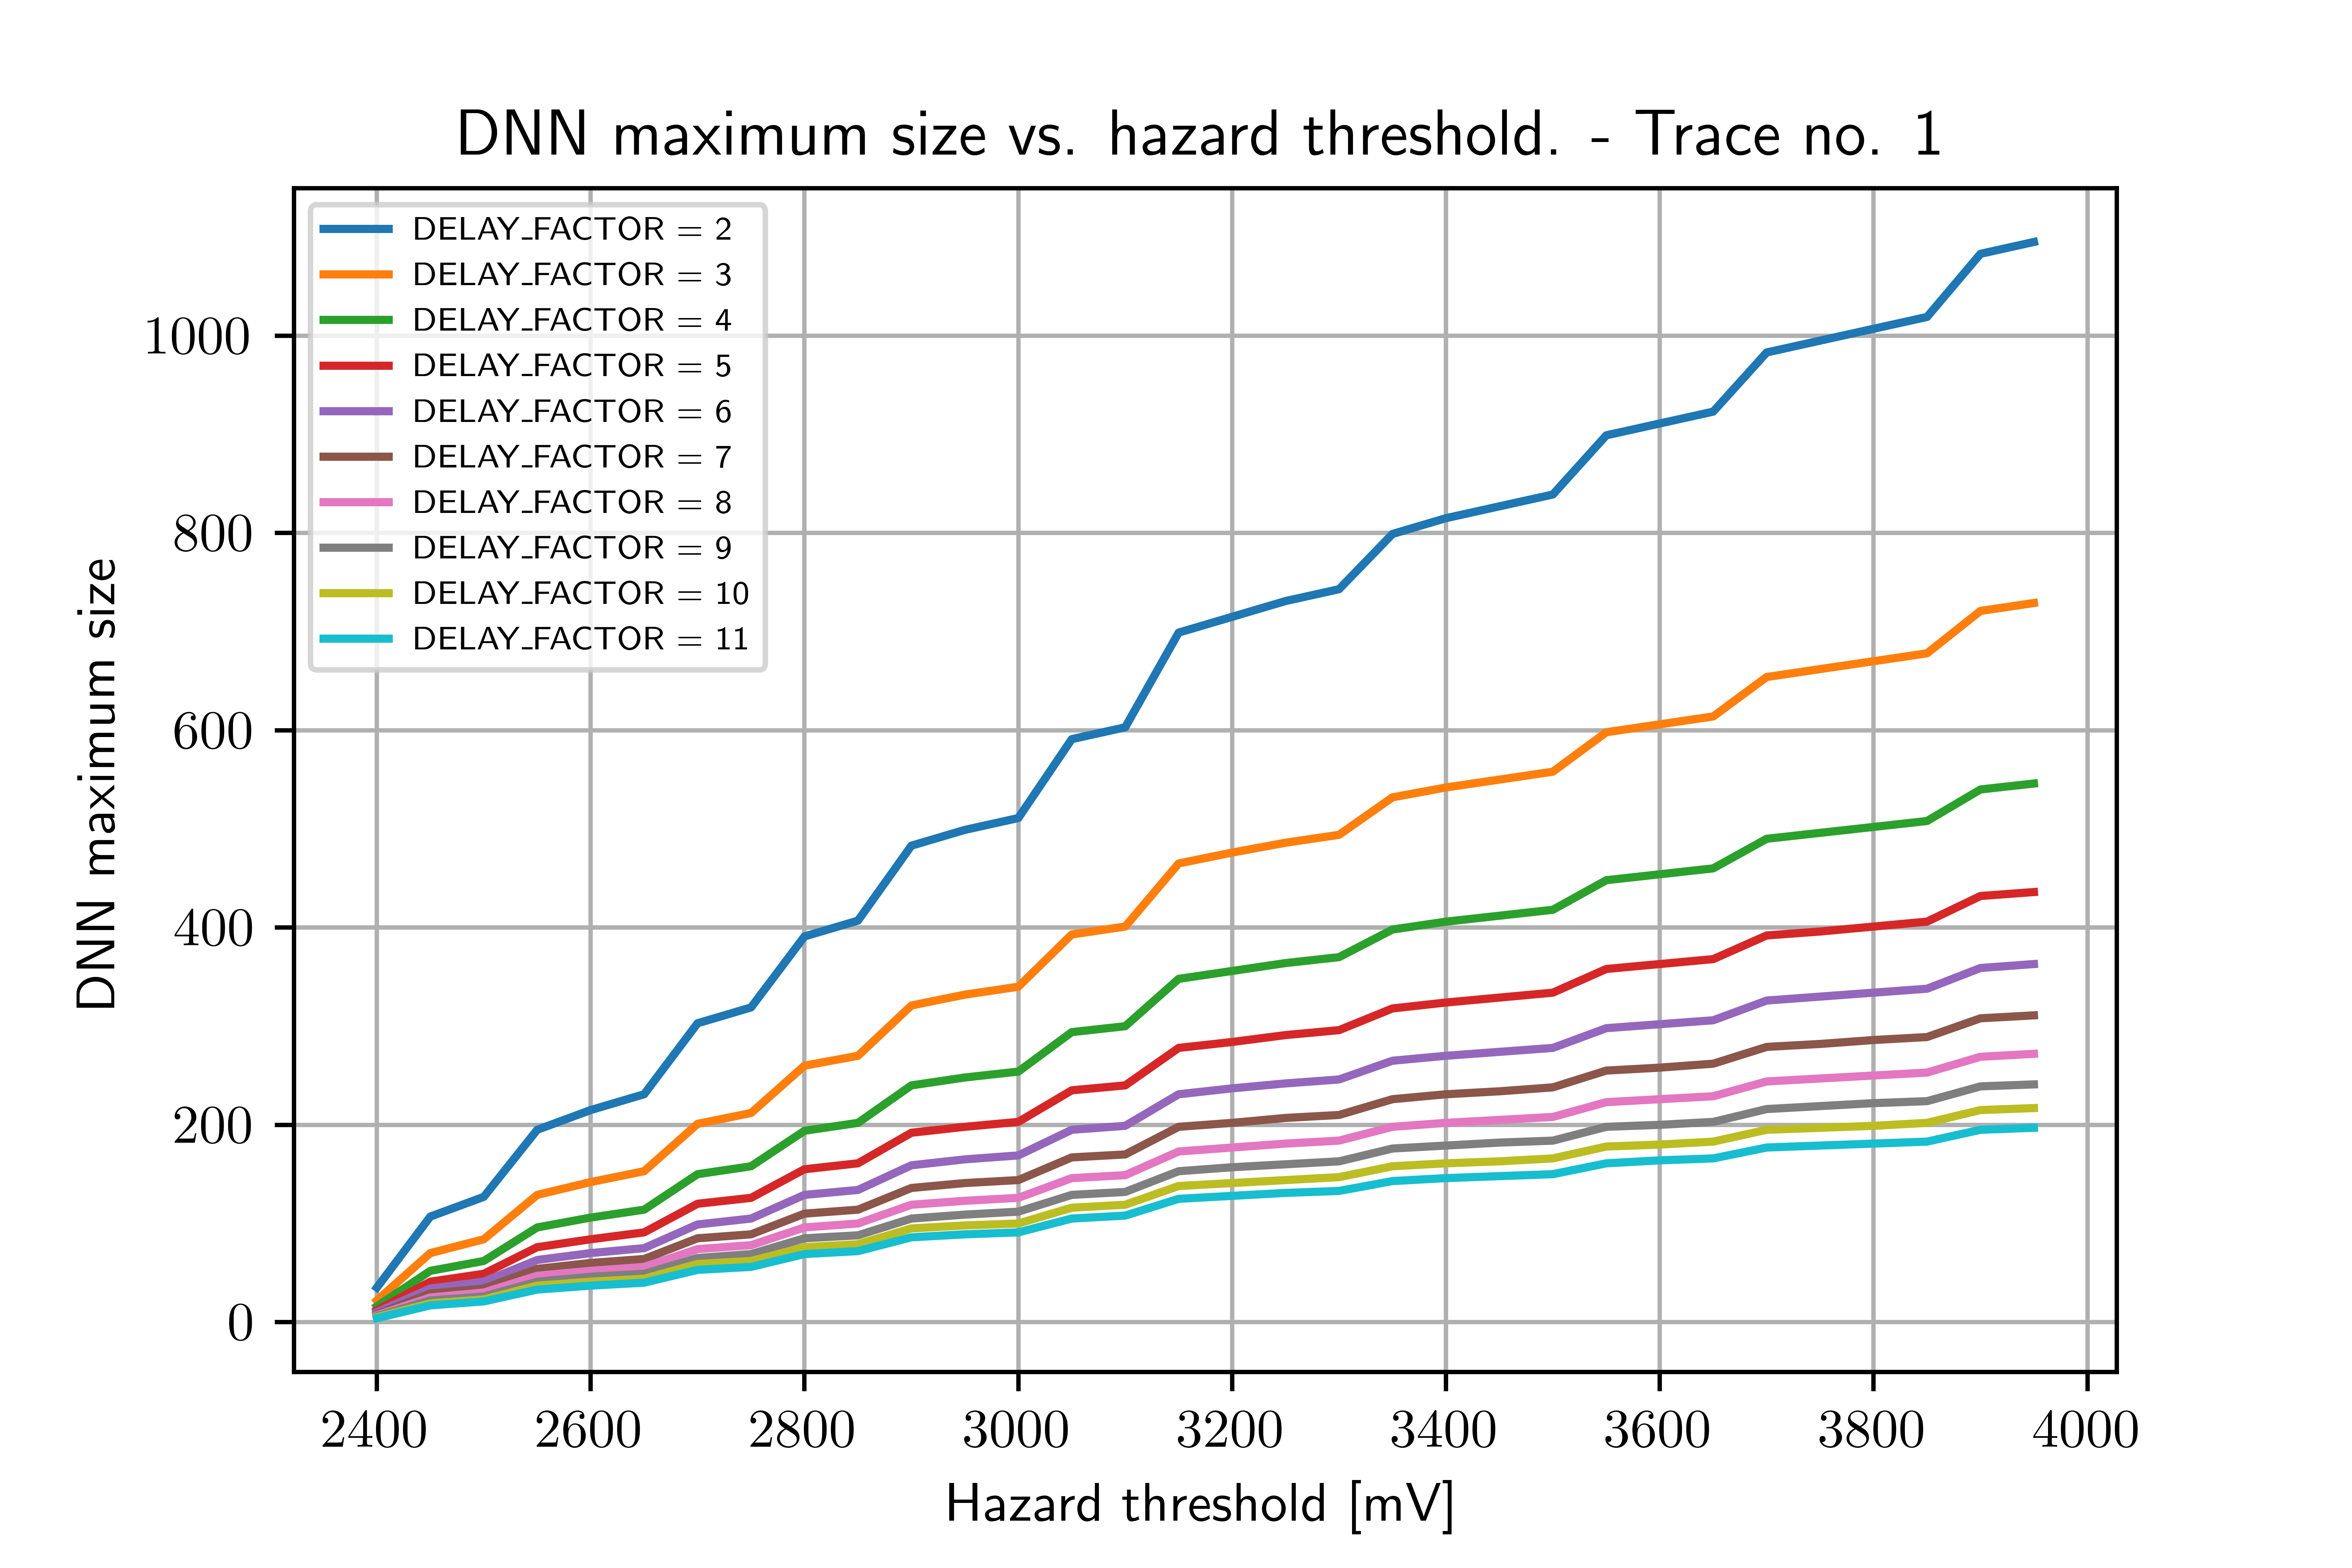 DNN maximum size vs. hazard threshold. - Trace no. 1
DELAY_FACTOR = 2
DELAY_FACTOR = 3
DELAY_FACTOR = 4
DELAY_FACTOR = 5
DELAY_FACTOR = 6
DELAY_FACTOR = 7
DELAY_FACTOR = 8
DELAY_FACTOR = 9
DELAY_FACTOR = 10
DELAY_FACTOR = 11
DNN maximum size
1000
800
600
400
200
0
2400 2600 2800 3000 3200 3400 3600 3800 4000
Hazard threshold [mV]